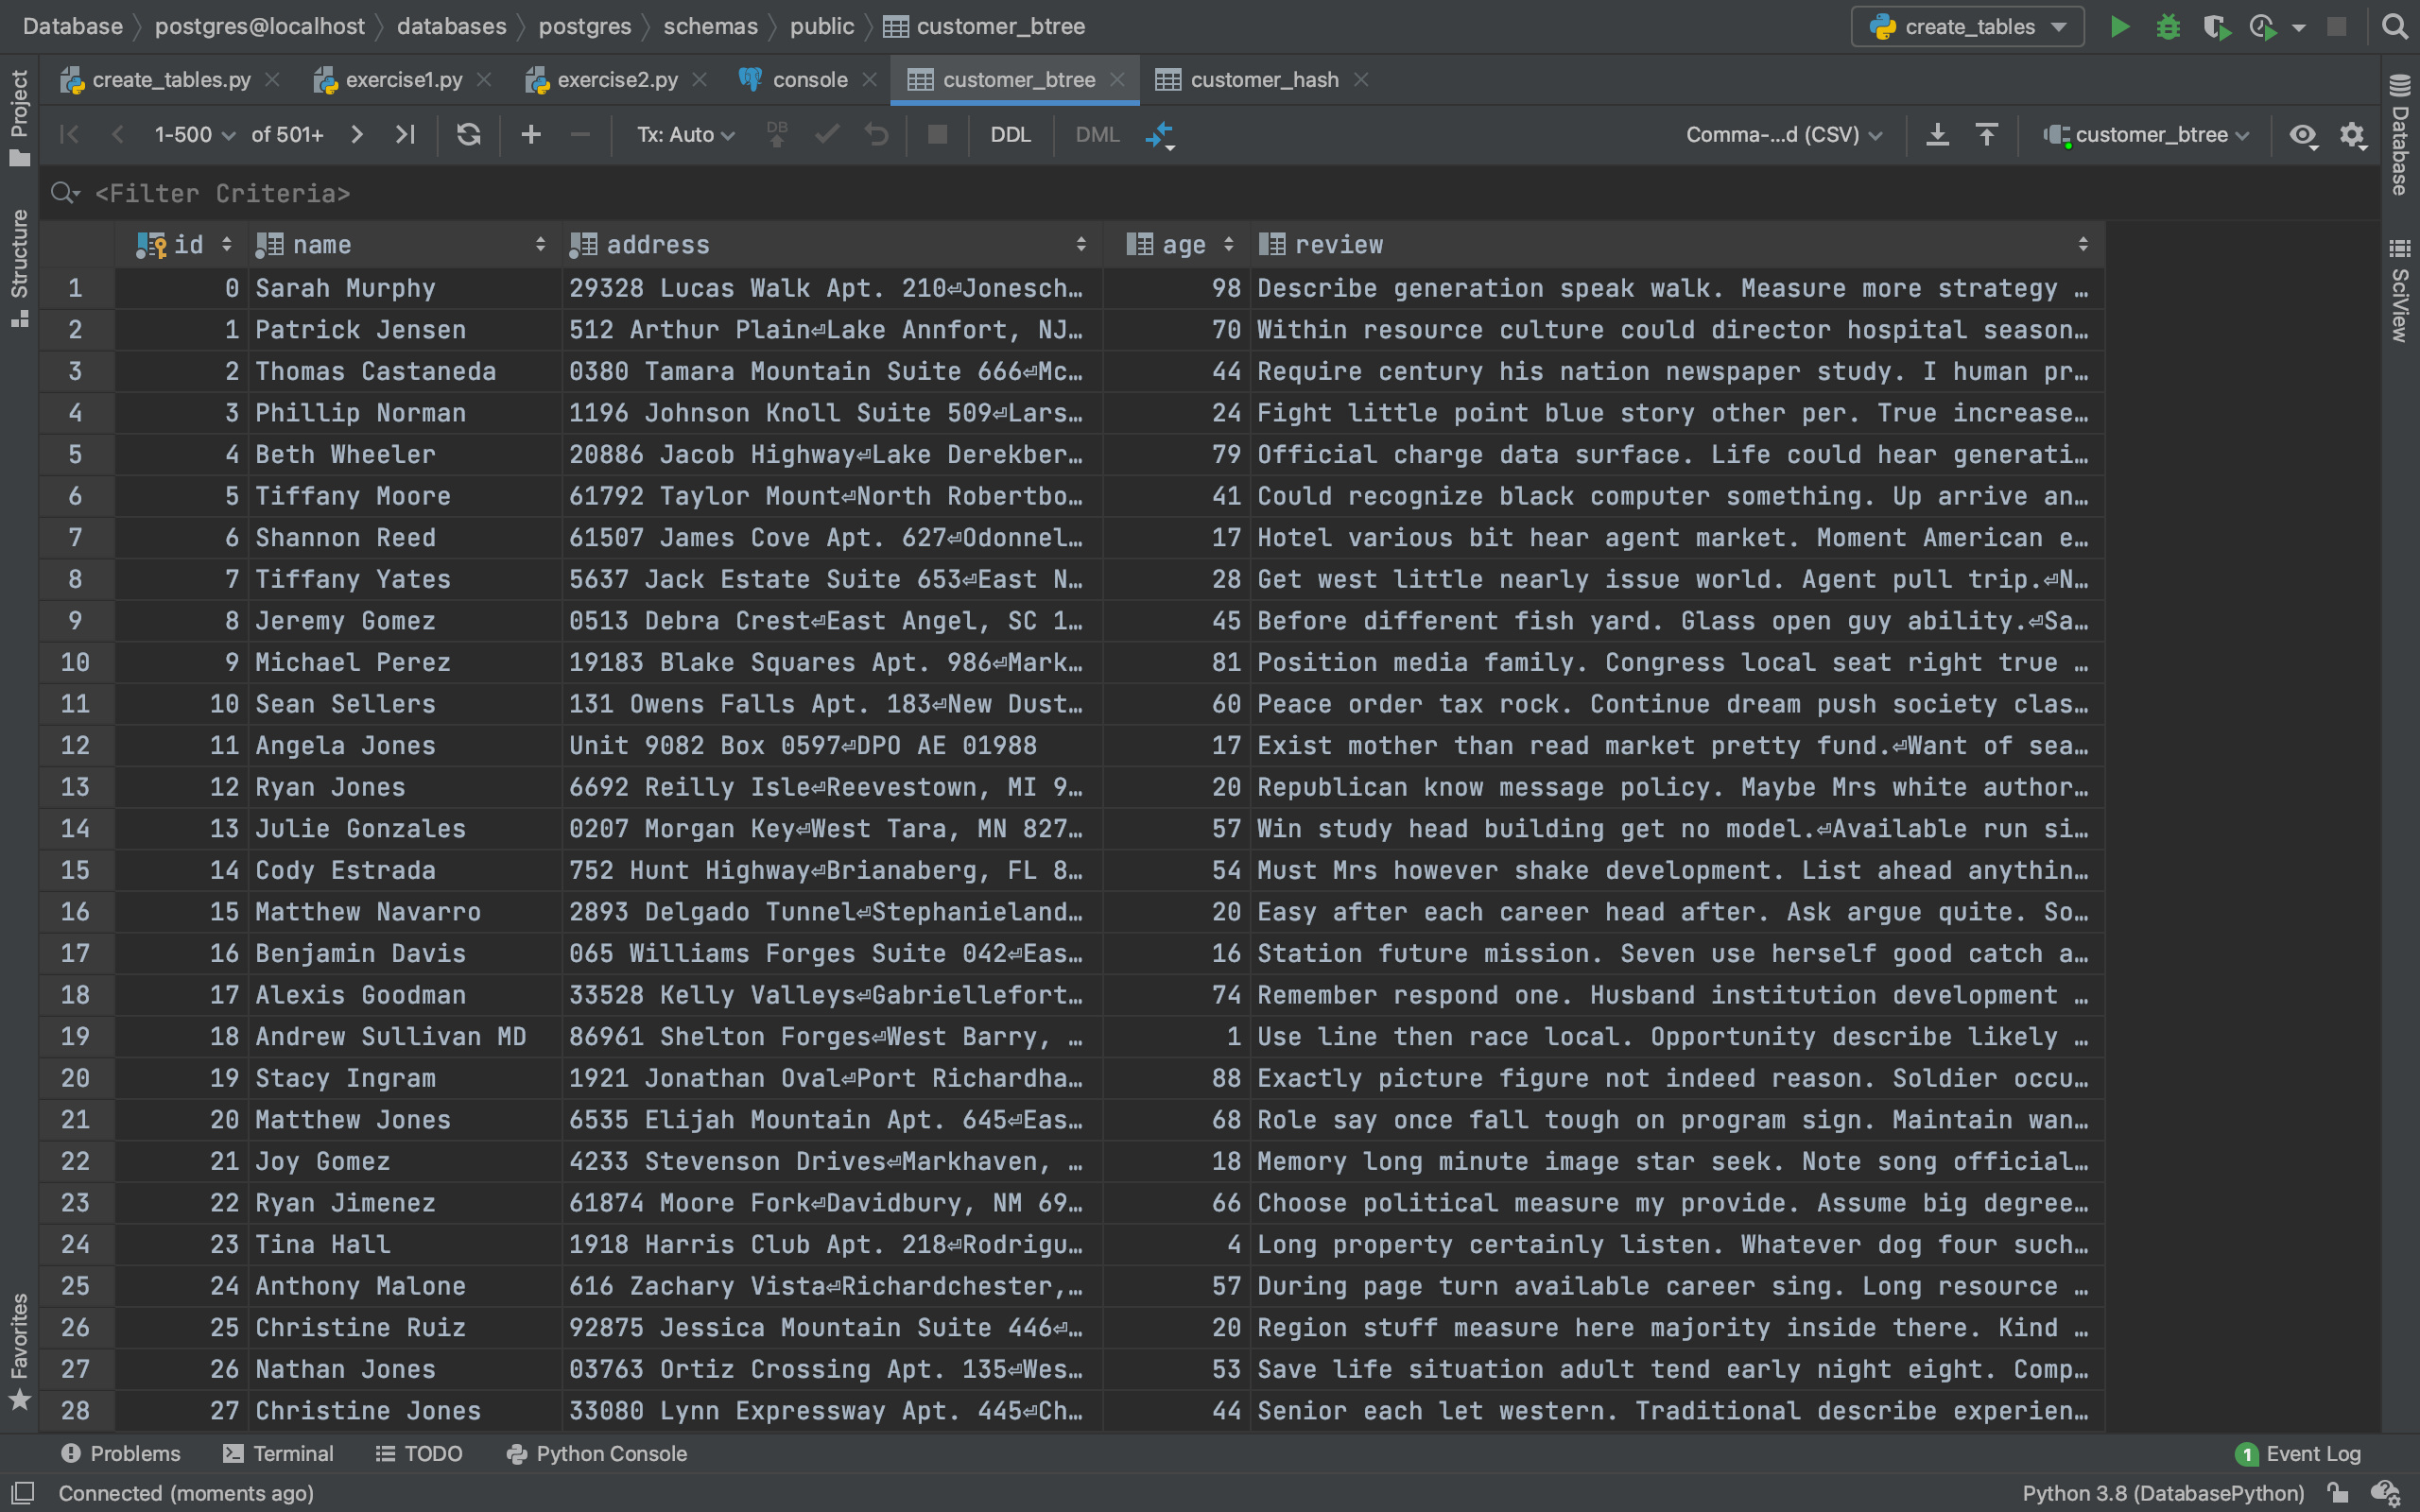 Database postgres@localhost databases postgres schemas public customer_btree create_tables
create_tables.py exercise1.py exercise2.py console customer_btree customer_hash
1-500 of 501+ Tx: Auto DB DDL DML Comma-...d (CSV) customer_btree
<Filter Criteria>
id name address age review
1 0 Sarah Murphy 29328 Lucas Walk Apt. 210⏎Jonesch… 98 Describe generation speak walk. Measure more strategy …
2 1 Patrick Jensen 512 Arthur Plain⏎Lake Annfort, NJ… 70 Within resource culture could director hospital season…
3 2 Thomas Castaneda 0380 Tamara Mountain Suite 666⏎Mc… 44 Require century his nation newspaper study. I human pr…
4 3 Phillip Norman 1196 Johnson Knoll Suite 509⏎Lars… 24 Fight little point blue story other per. True increase…
5 4 Beth Wheeler 20886 Jacob Highway⏎Lake Derekber… 79 Official charge data surface. Life could hear generati…
6 5 Tiffany Moore 61792 Taylor Mount⏎North Robertbo… 41 Could recognize black computer something. Up arrive an…
7 6 Shannon Reed 61507 James Cove Apt. 627⏎Odonnel… 17 Hotel various bit hear agent market. Moment American e…
8 7 Tiffany Yates 5637 Jack Estate Suite 653⏎East N… 28 Get west little nearly issue world. Agent pull trip.⏎N…
9 8 Jeremy Gomez 0513 Debra Crest⏎East Angel, SC 1… 45 Before different fish yard. Glass open guy ability.⏎Sa…
10 9 Michael Perez 19183 Blake Squares Apt. 986⏎Mark… 81 Position media family. Congress local seat right true …
11 10 Sean Sellers 131 Owens Falls Apt. 183⏎New Dust… 60 Peace order tax rock. Continue dream push society clas…
12 11 Angela Jones Unit 9082 Box 0597⏎DPO AE 01988 17 Exist mother than read market pretty fund.⏎Want of sea…
13 12 Ryan Jones 6692 Reilly Isle⏎Reevestown, MI 9… 20 Republican know message policy. Maybe Mrs white author…
14 13 Julie Gonzales 0207 Morgan Key⏎West Tara, MN 827… 57 Win study head building get no model.⏎Available run si…
15 14 Cody Estrada 752 Hunt Highway⏎Brianaberg, FL 8… 54 Must Mrs however shake development. List ahead anythin…
16 15 Matthew Navarro 2893 Delgado Tunnel⏎Stephanieland… 20 Easy after each career head after. Ask argue quite. So…
17 16 Benjamin Davis 065 Williams Forges Suite 042⏎Eas… 16 Station future mission. Seven use herself good catch a…
18 17 Alexis Goodman 33528 Kelly Valleys⏎Gabriellefort… 74 Remember respond one. Husband institution development …
19 18 Andrew Sullivan MD 86961 Shelton Forges⏎West Barry, … 1 Use line then race local. Opportunity describe likely …
20 19 Stacy Ingram 1921 Jonathan Oval⏎Port Richardha… 88 Exactly picture figure not indeed reason. Soldier occu…
21 20 Matthew Jones 6535 Elijah Mountain Apt. 645⏎Eas… 68 Role say once fall tough on program sign. Maintain wan…
22 21 Joy Gomez 4233 Stevenson Drives⏎Markhaven, … 18 Memory long minute image star seek. Note song official…
23 22 Ryan Jimenez 61874 Moore Fork⏎Davidbury, NM 69… 66 Choose political measure my provide. Assume big degree…
24 23 Tina Hall 1918 Harris Club Apt. 218⏎Rodrigu… 4 Long property certainly listen. Whatever dog four such…
25 24 Anthony Malone 616 Zachary Vista⏎Richardchester,… 57 During page turn available career sing. Long resource …
26 25 Christine Ruiz 92875 Jessica Mountain Suite 446⏎… 20 Region stuff measure here majority inside there. Kind …
27 26 Nathan Jones 03763 Ortiz Crossing Apt. 135⏎Wes… 53 Save life situation adult tend early night eight. Comp…
28 27 Christine Jones 33080 Lynn Expressway Apt. 445⏎Ch… 44 Senior each let western. Traditional describe experien…
Project
Structure
Favorites
Database
SciView
Problems Terminal TODO Python Console 1 Event Log
Connected (moments ago) Python 3.8 (DatabasePython)